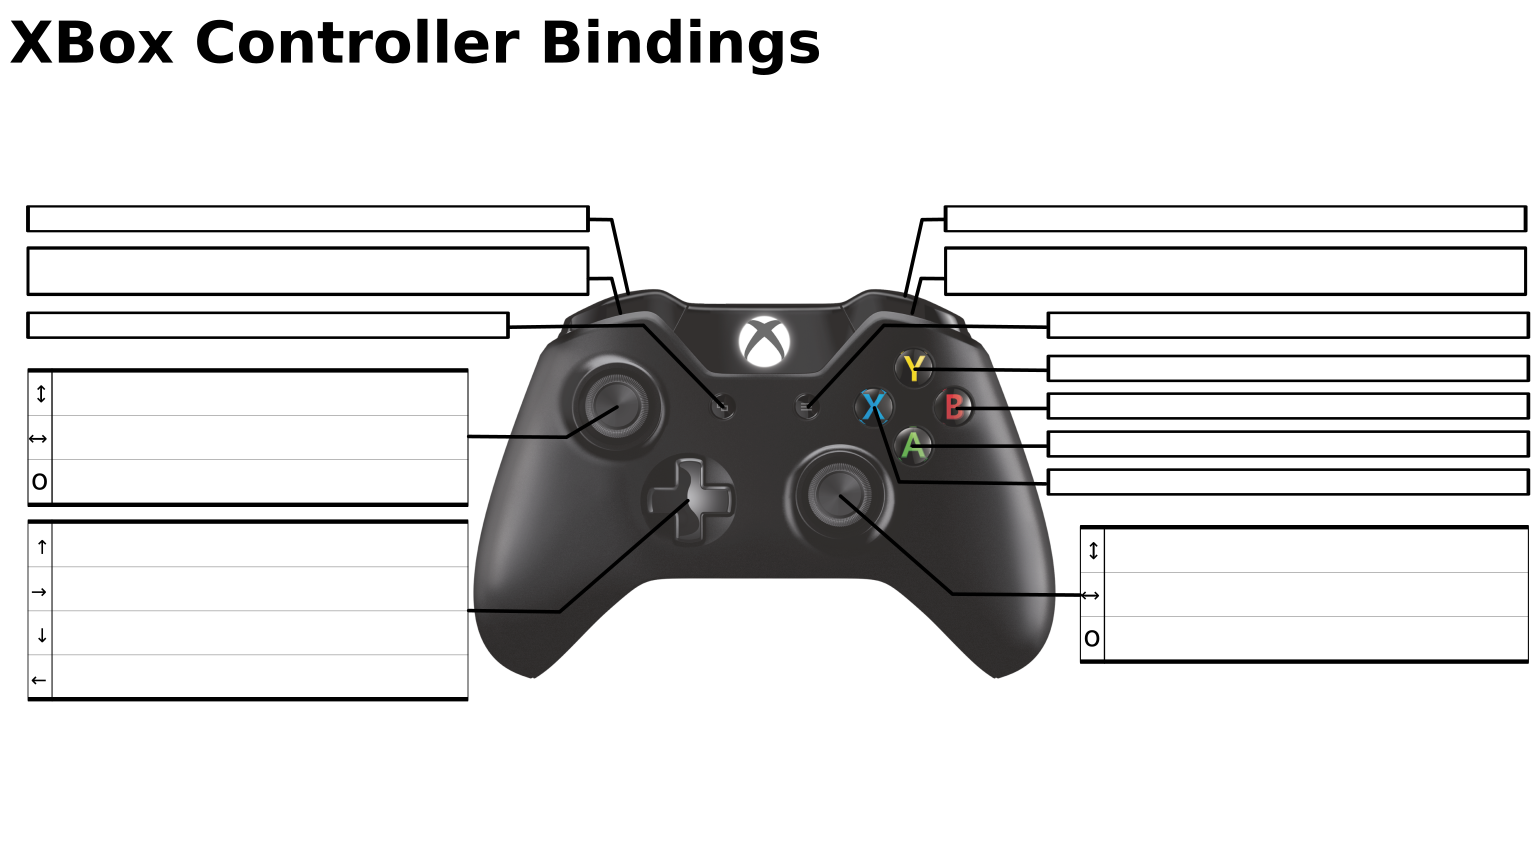 XBox Controller Bindings
Y
X
B
A
↕
↔
O
↑
→
↓
←
↕
↔
O